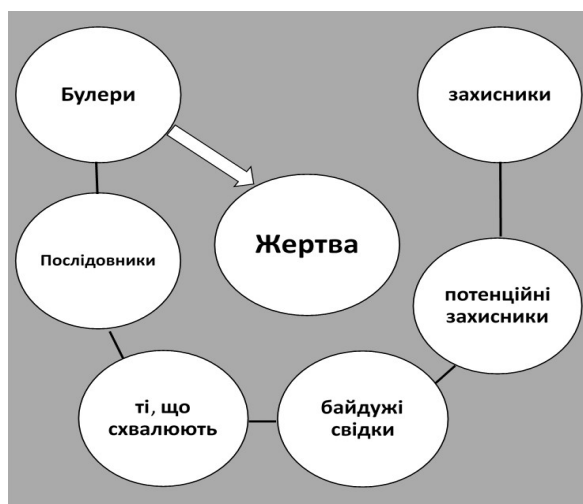 Булери
захисники
Жертва
Послідовники
потенційні
захисники
ті, що
схвалюють
байдужі
свідки